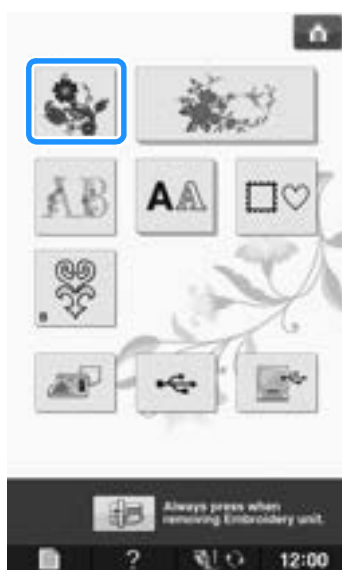 AB
AA
B
Always press when
removing Embroidery unit.
?
12:00